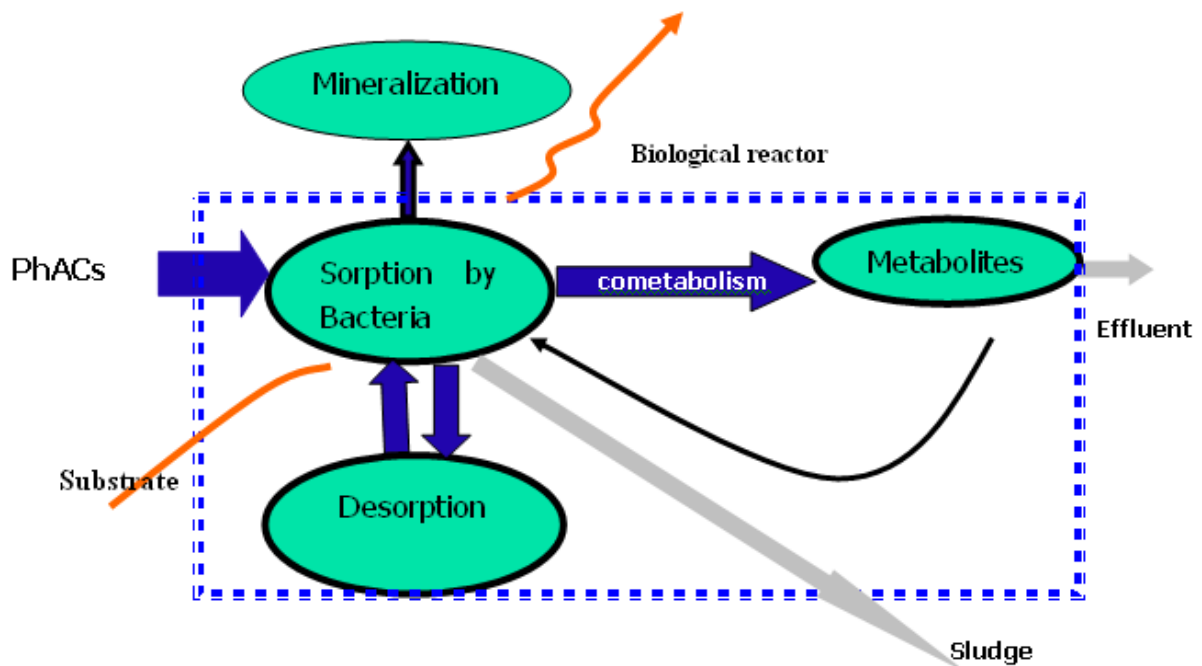 Mineralization
Biological reactor
PhACs
Sorption by
Bacteria
cometabolism
Metabolites
Effluent
Substrate
Desorption
Sludge